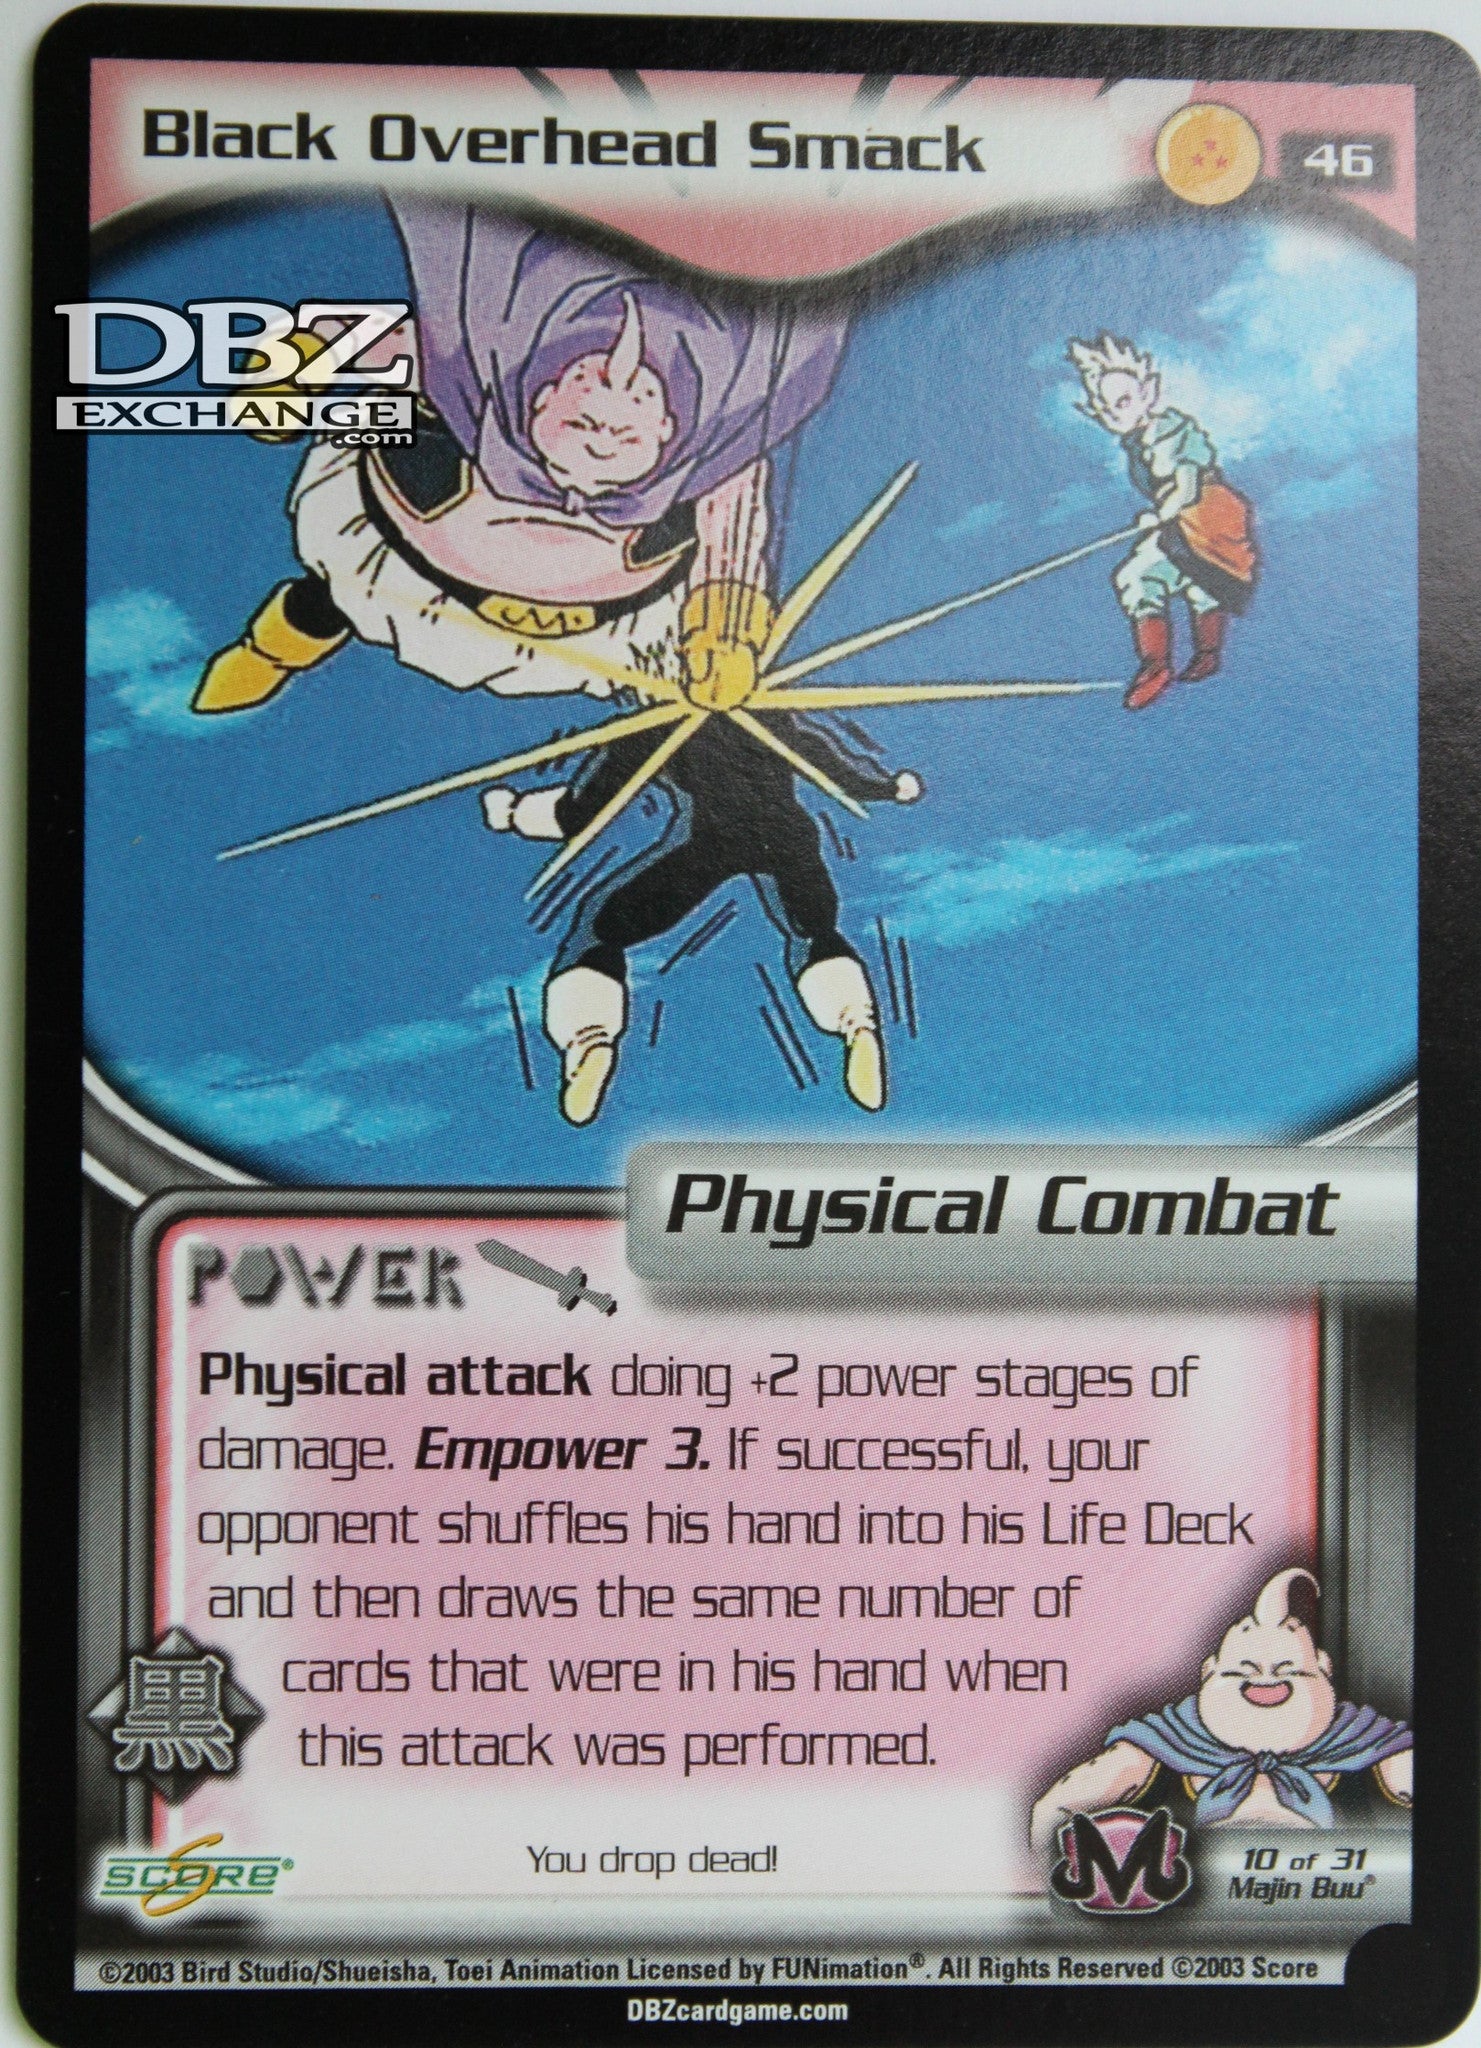 Black Overhead Smack
46
DBZ
EXCHANGE
.com
Physical Combat
POWER
Physical attack doing +2 power stages of
damage. Empower 3. If successful, your
opponent shuffles his hand into his Life Deck
and then draws the same number of
cards that were in his hand when
this attack was performed.
黒
You drop dead!
SCORE®
M
10 of 31
Majin Buu®
©2003 Bird Studio/Shueisha, Toei Animation Licensed by FUNimation®. All Rights Reserved ©2003 Score
DBZcardgame.com